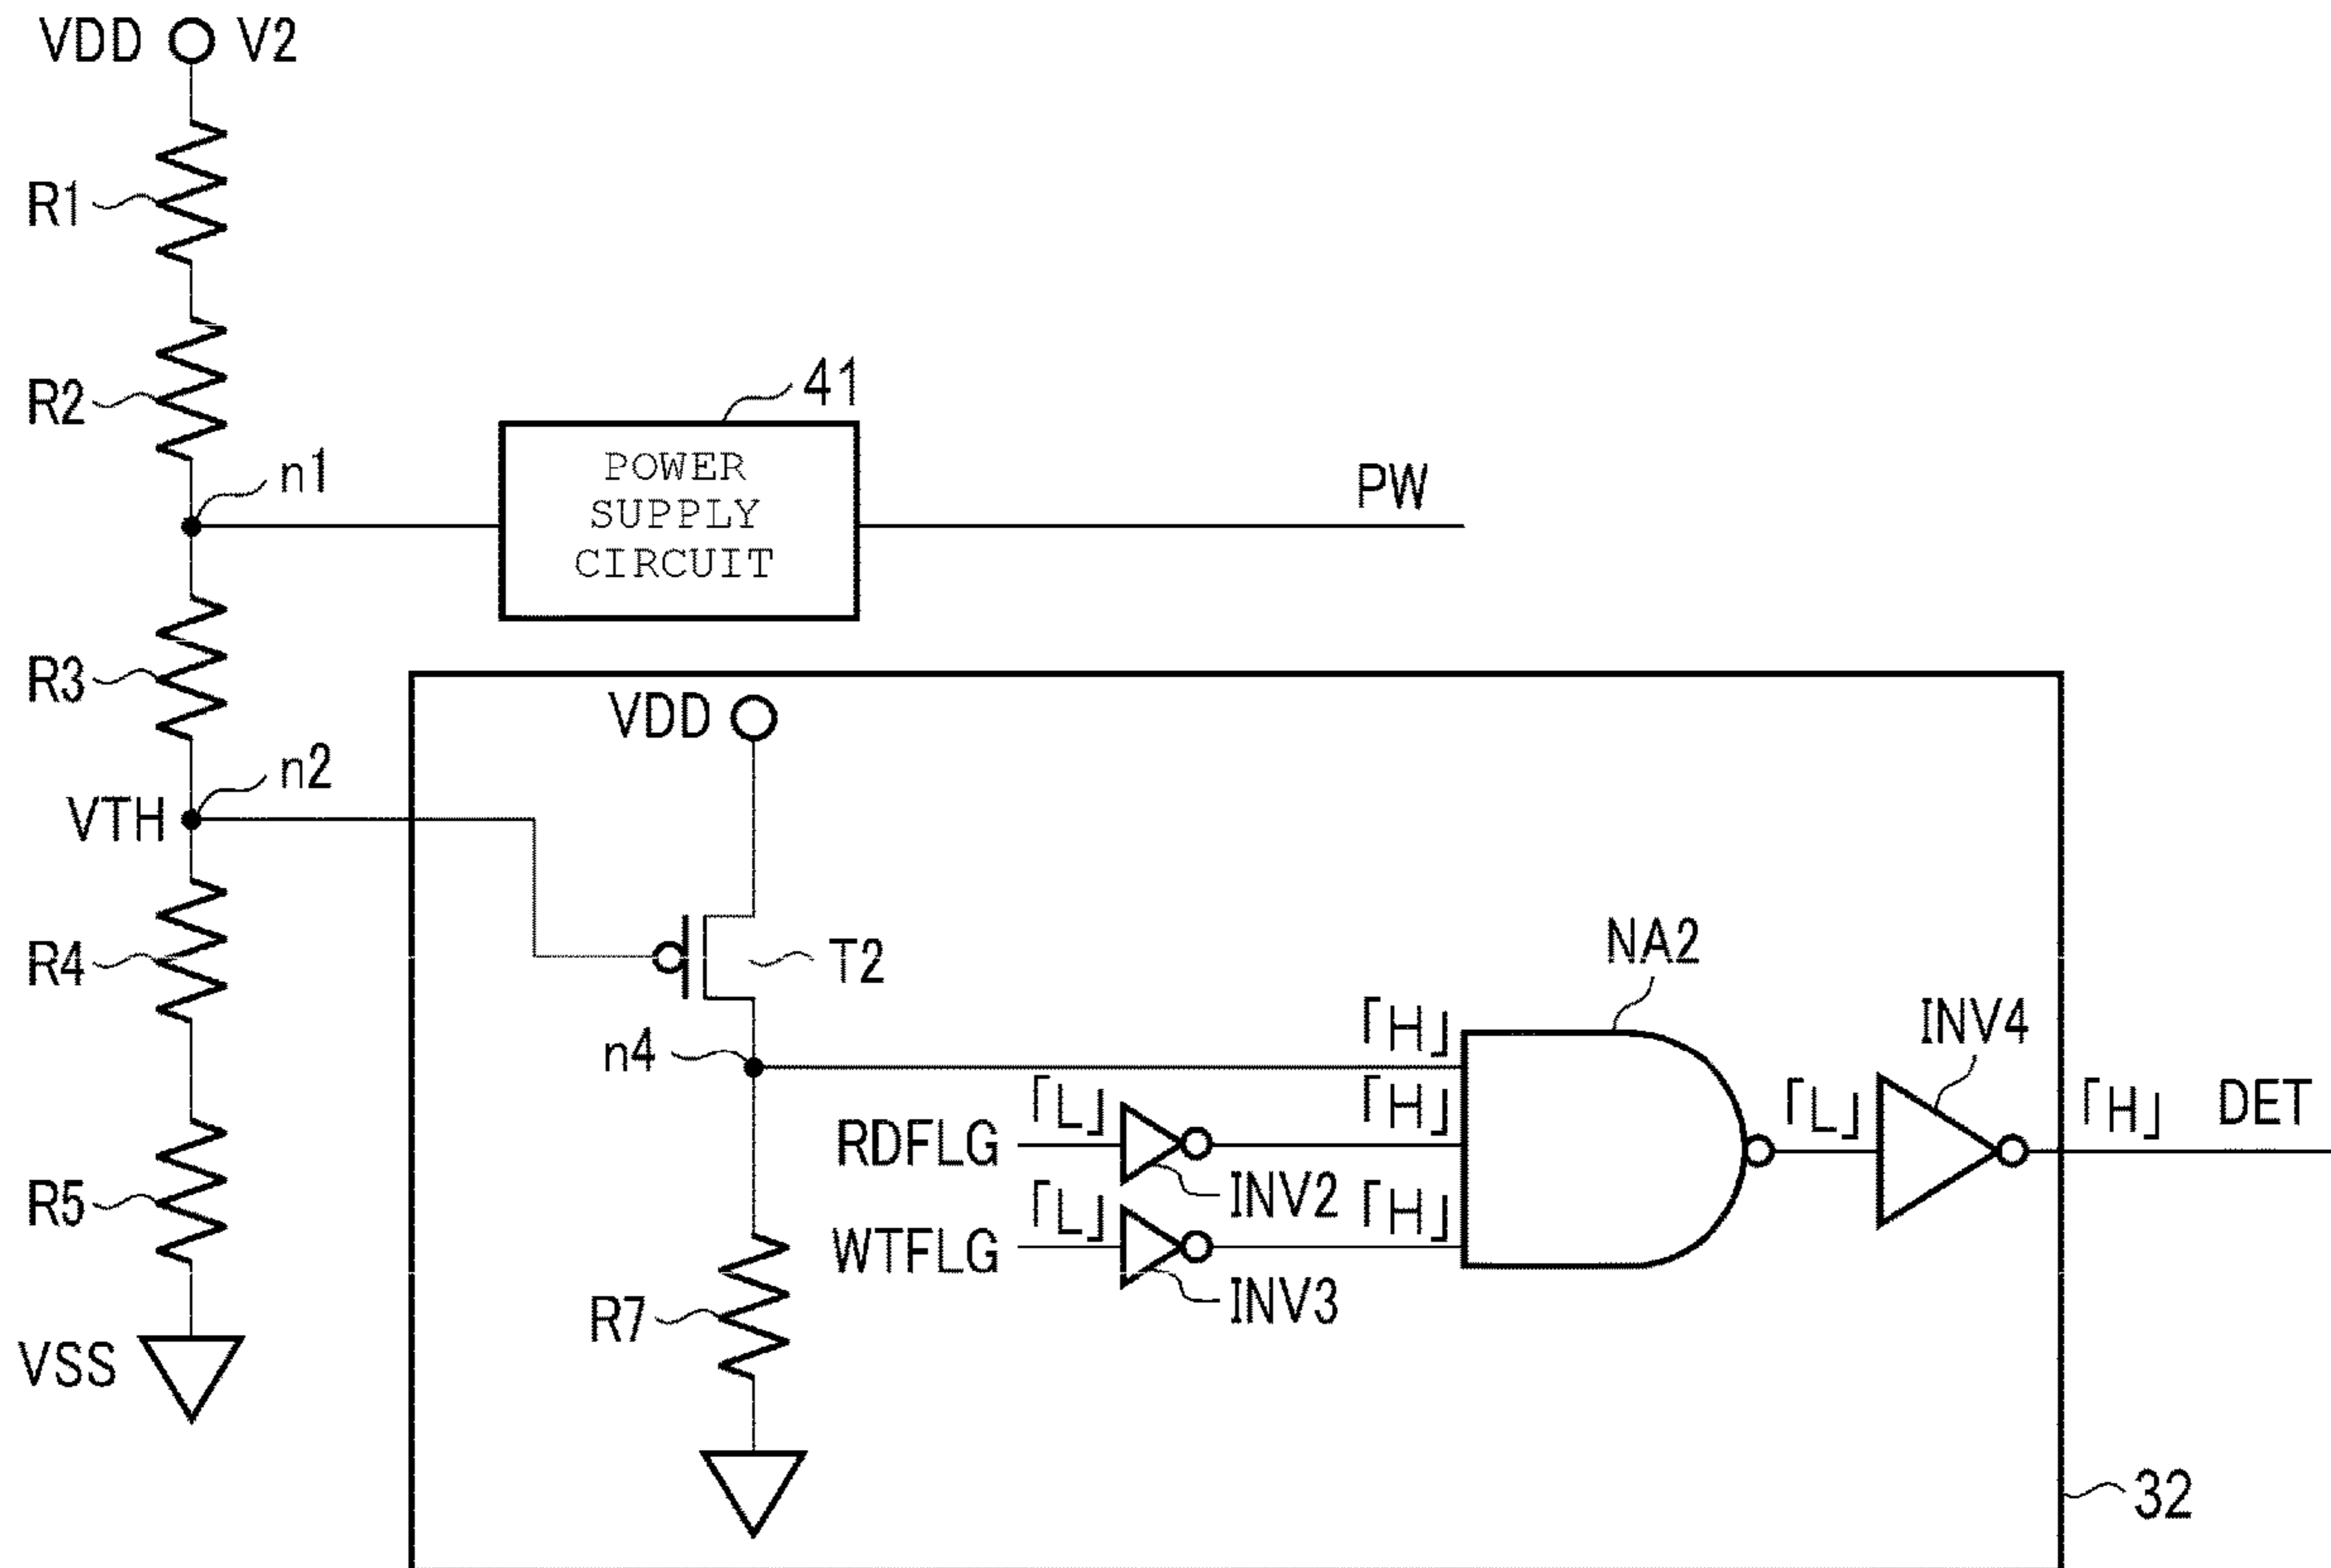 VDD V2
R1
R2
41
n1
POWER
SUPPLY
CIRCUIT
PW
R3
VDD
n2
VTH
R4
T2
NA2
INV4
n4
「H」
「L」
「H」
RDFLG
INV2
「L」
「H」
WTFLG
INV3
「L」
「H」
DET
R5
R7
VSS
32